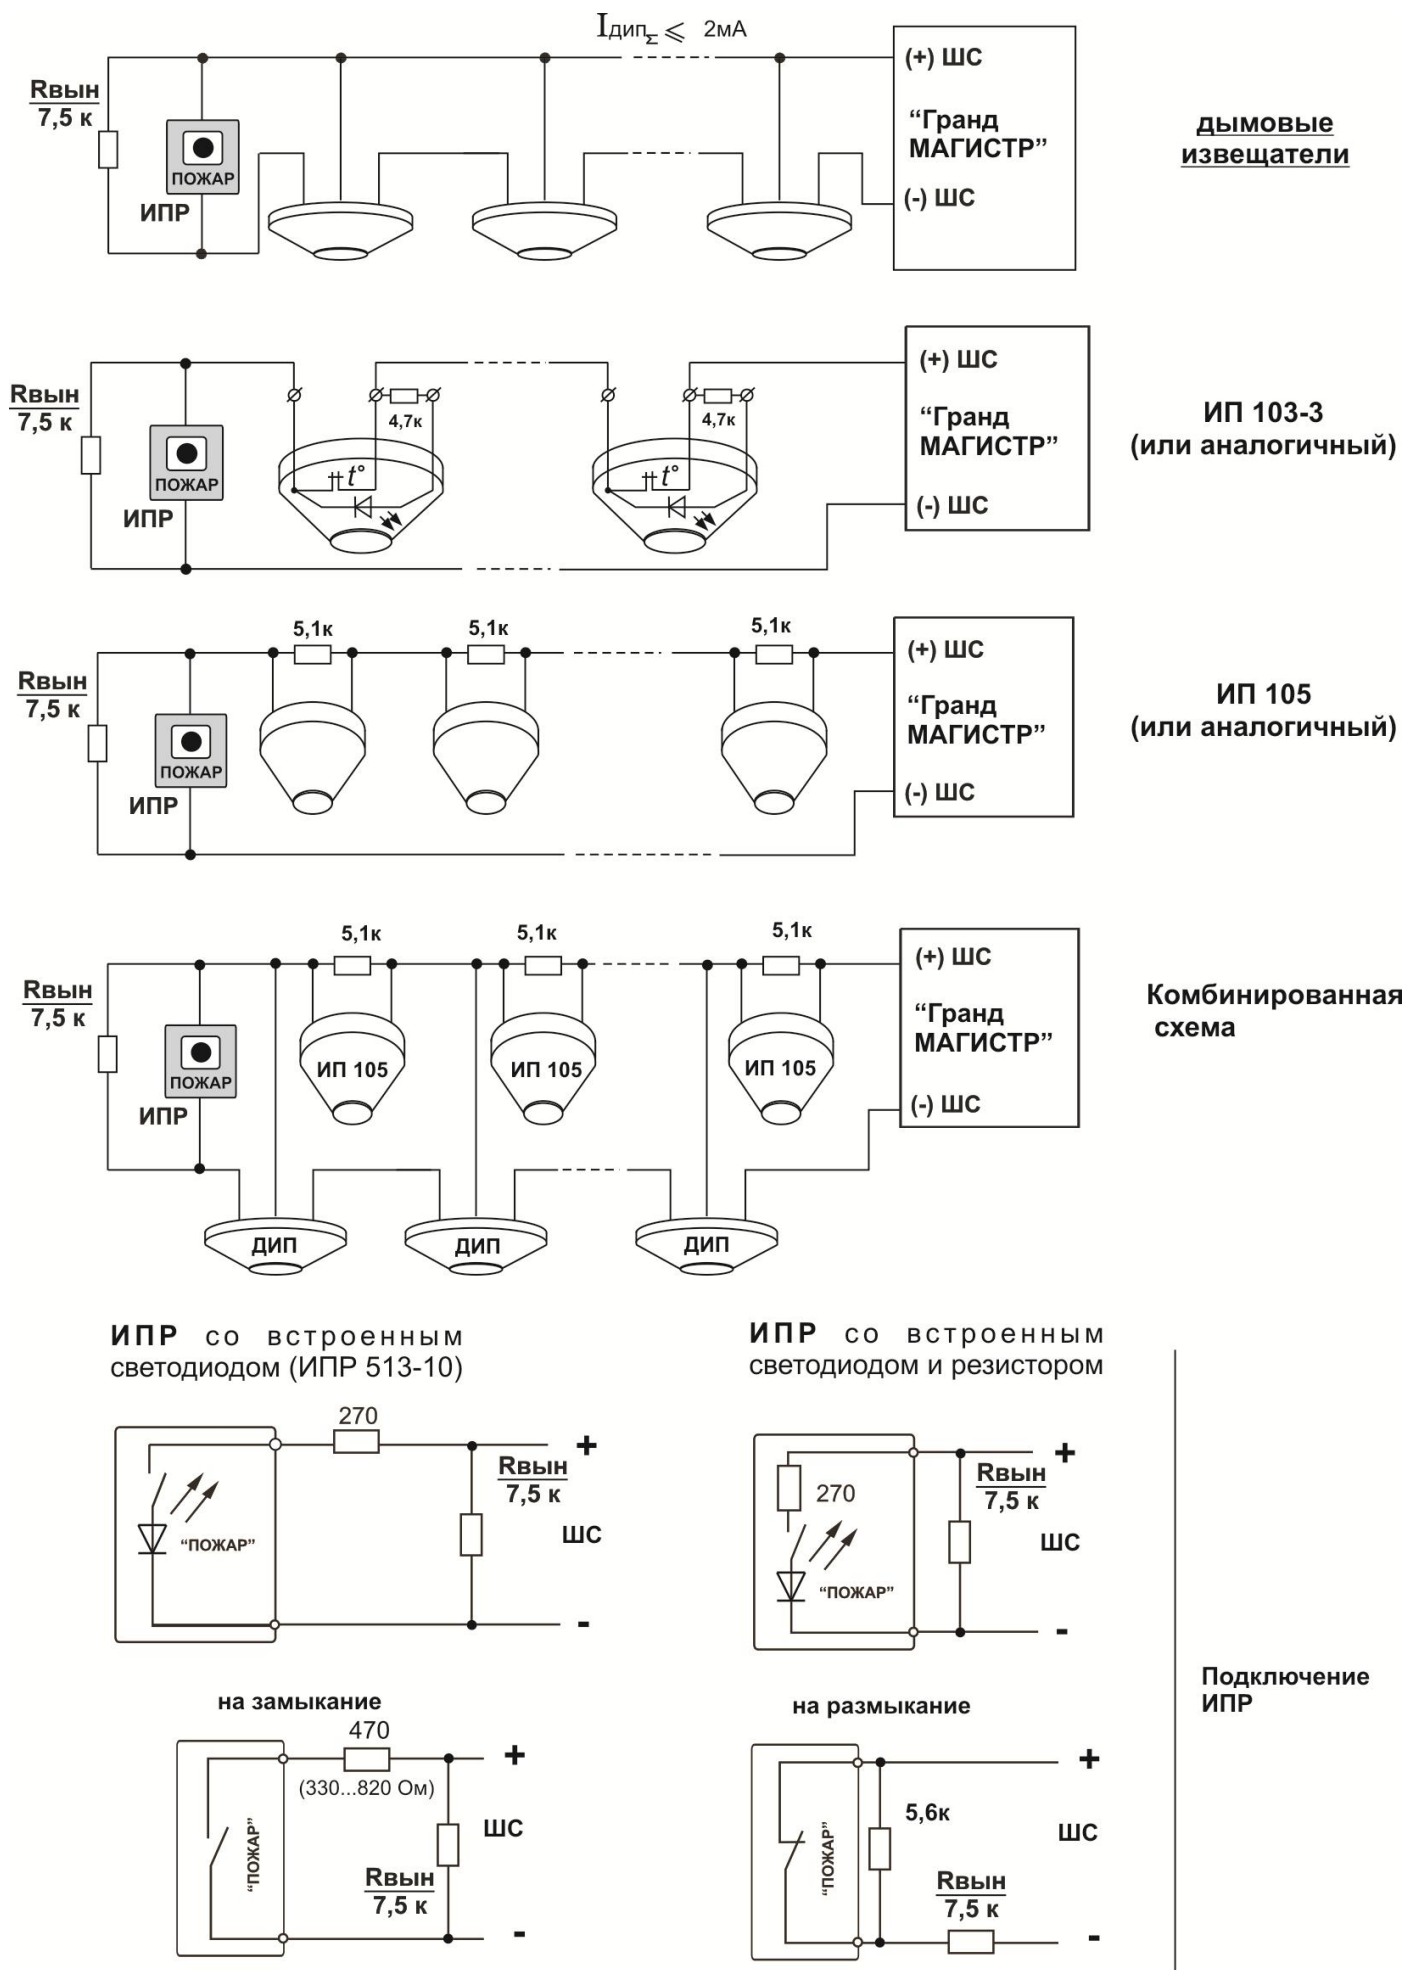 Iдип∑ ⩽ 2мА
(+) ШС
Rвын
7,5 к
“Гранд
МАГИСТР”
дымовые
извещатели
ПОЖАР
ИПР
(-) ШС
(+) ШС
Rвын
7,5 к
4,7к
4,7к
“Гранд
МАГИСТР”
ИП 103-3
(или аналогичный)
t°
t°
ПОЖАР
ИПР
(-) ШС
5,1к
5,1к
5,1к
(+) ШС
Rвын
7,5 к
“Гранд
МАГИСТР”
ИП 105
(или аналогичный)
ПОЖАР
ИПР
(-) ШС
5,1к
5,1к
5,1к
(+) ШС
Rвын
7,5 к
“Гранд
МАГИСТР”
Комбинированная
схема
ПОЖАР
ИП 105
ИП 105
ИП 105
ИПР
(-) ШС
ДИП
ДИП
ДИП
ИПР со встроенным
светодиодом (ИПР 513-10)
270
+
Rвын
7,5 к
“ПОЖАР”
ШС
-
ИПР со встроенным
светодиодом и резистором
+
Rвын
7,5 к
270
ШС
“ПОЖАР”
-
Подключение
ИПР
на замыкание
470
+
(330...820 Ом)
ШС
“ПОЖАР”
Rвын
7,5 к
-
на размыкание
+
5,6к
ШС
“ПОЖАР”
Rвын
7,5 к
-